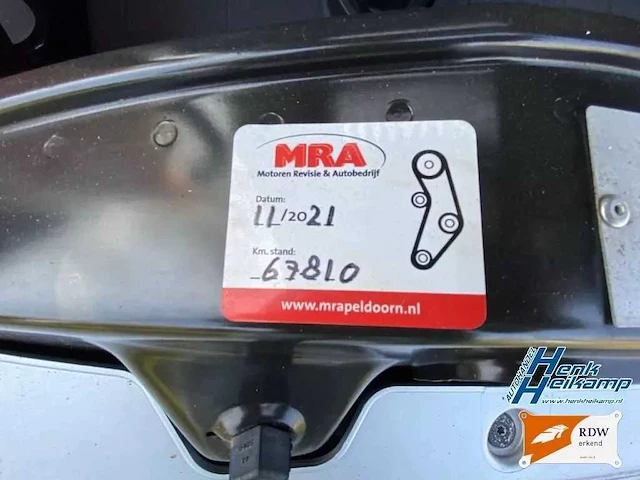 MRA
Motoren Revisie & Autobedrijf
Datum:
11/2021
Km. stand:
67810
www.mrapeldoorn.nl
AUTOHANDEL
Henk
Heikamp
www.henkheikamp.nl
RDW
erkend